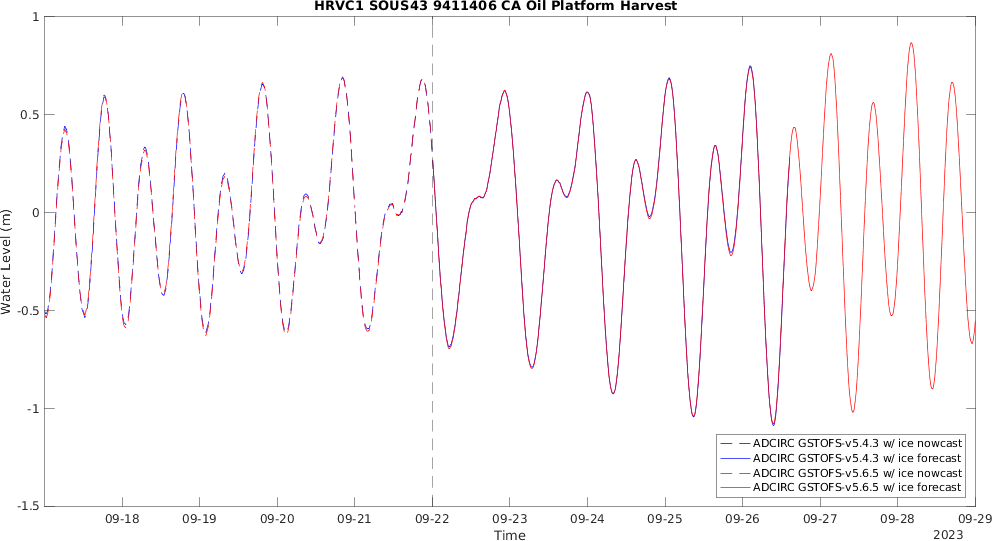 HRVC1 SOUS43 9411406 CA Oil Platform Harvest
1
0.5
0
-0.5
-1
-1.5
Water Level (m)
ADCIRC GSTOFS-v5.4.3 w/ ice nowcast
ADCIRC GSTOFS-v5.4.3 w/ ice forecast
ADCIRC GSTOFS-v5.6.5 w/ ice nowcast
ADCIRC GSTOFS-v5.6.5 w/ ice forecast
09-18 09-19 09-20 09-21 09-22 09-23 09-24 09-25 09-26 09-27 09-28 09-29
Time
2023